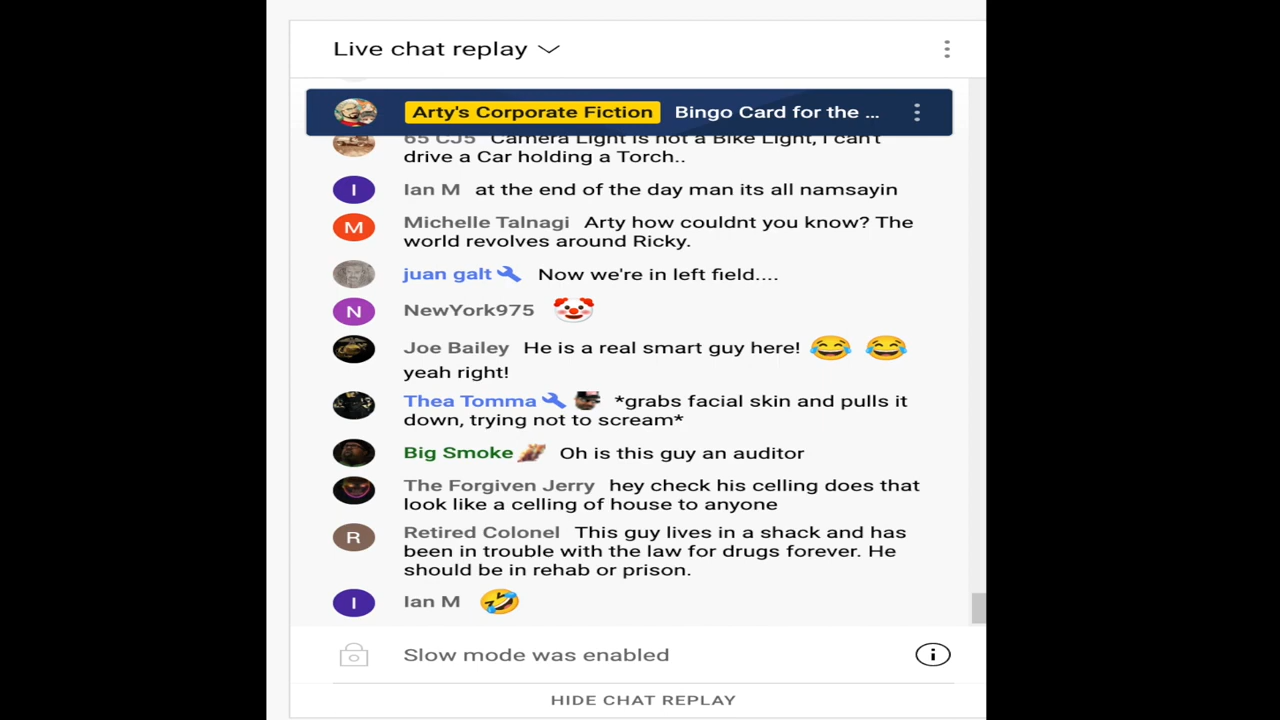 Live chat replay
Arty's Corporate Fiction Bingo Card for the ...
65 CJ5 Camera Light is not a Bike Light, I can't
drive a Car holding a Torch..
I Ian M at the end of the day man its all namsayin
M Michelle Talnagi Arty how couldnt you know? The
world revolves around Ricky.
juan galt Now we're in left field....
N NewYork975 🤡
Joe Bailey He is a real smart guy here! 😂 😂
yeah right!
Thea Tomma *grabs facial skin and pulls it
down, trying not to scream*
Big Smoke Oh is this guy an auditor
The Forgiven Jerry hey check his celling does that
look like a celling of house to anyone
R Retired Colonel This guy lives in a shack and has
been in trouble with the law for drugs forever. He
should be in rehab or prison.
I Ian M 🤣
Slow mode was enabled
HIDE CHAT REPLAY